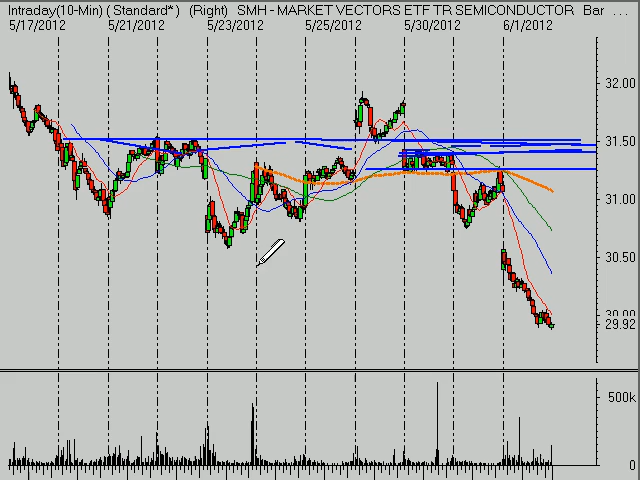 Intraday(10-Min) ( Standard* ) (Right) SMH - MARKET VECTORS ETF TR SEMICONDUCTOR Bar ...
5/17/2012 5/21/2012 5/23/2012 5/25/2012 5/30/2012 6/1/2012
32.00
31.50
31.00
30.50
30.00
29.92
500k
0